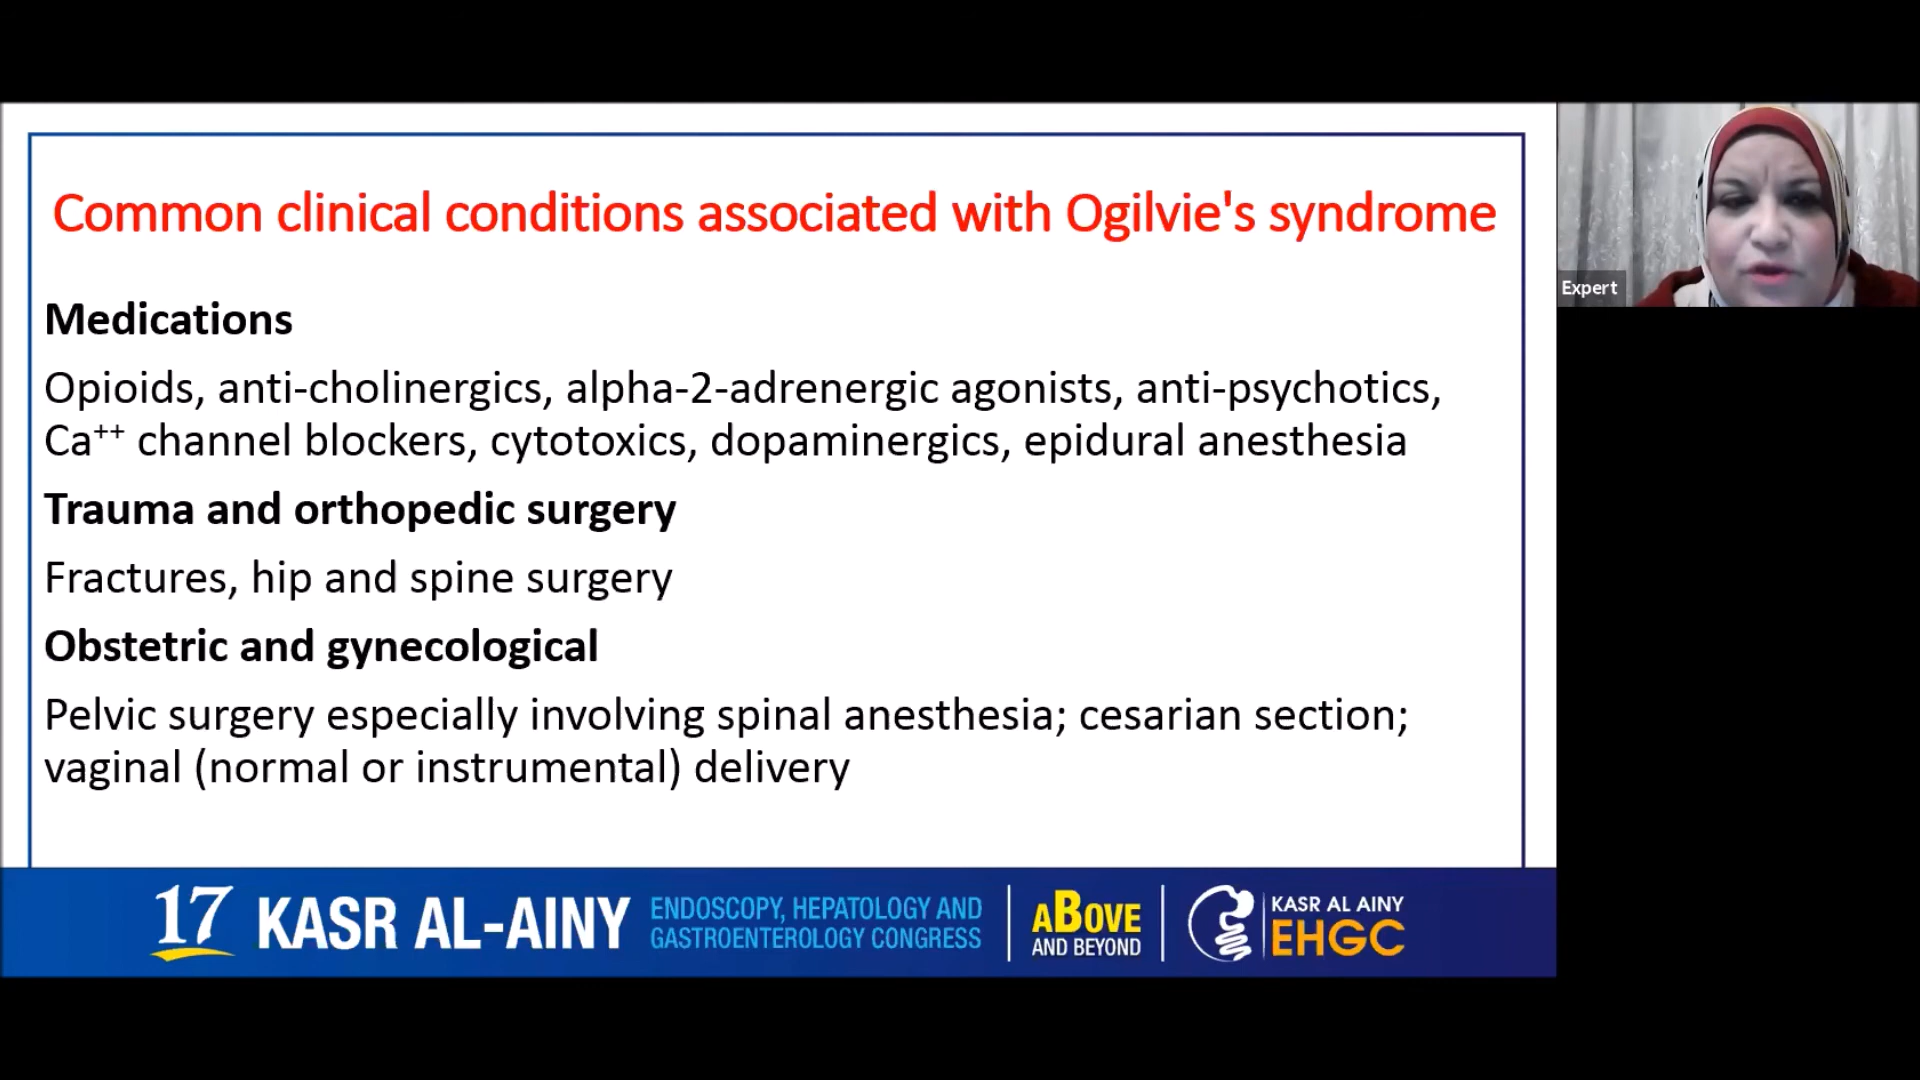 Common clinical conditions associated with Ogilvie's syndrome
Medications
Opioids, anti-cholinergics, alpha-2-adrenergic agonists, anti-psychotics,
Ca⁺⁺ channel blockers, cytotoxics, dopaminergics, epidural anesthesia
Trauma and orthopedic surgery
Fractures, hip and spine surgery
Obstetric and gynecological
Pelvic surgery especially involving spinal anesthesia; cesarian section;
vaginal (normal or instrumental) delivery
Expert
17 KASR AL-AINY
ENDOSCOPY, HEPATOLOGY AND
GASTROENTEROLOGY CONGRESS
ABOVE
AND BEYOND
KASR AL AINY
EHGC